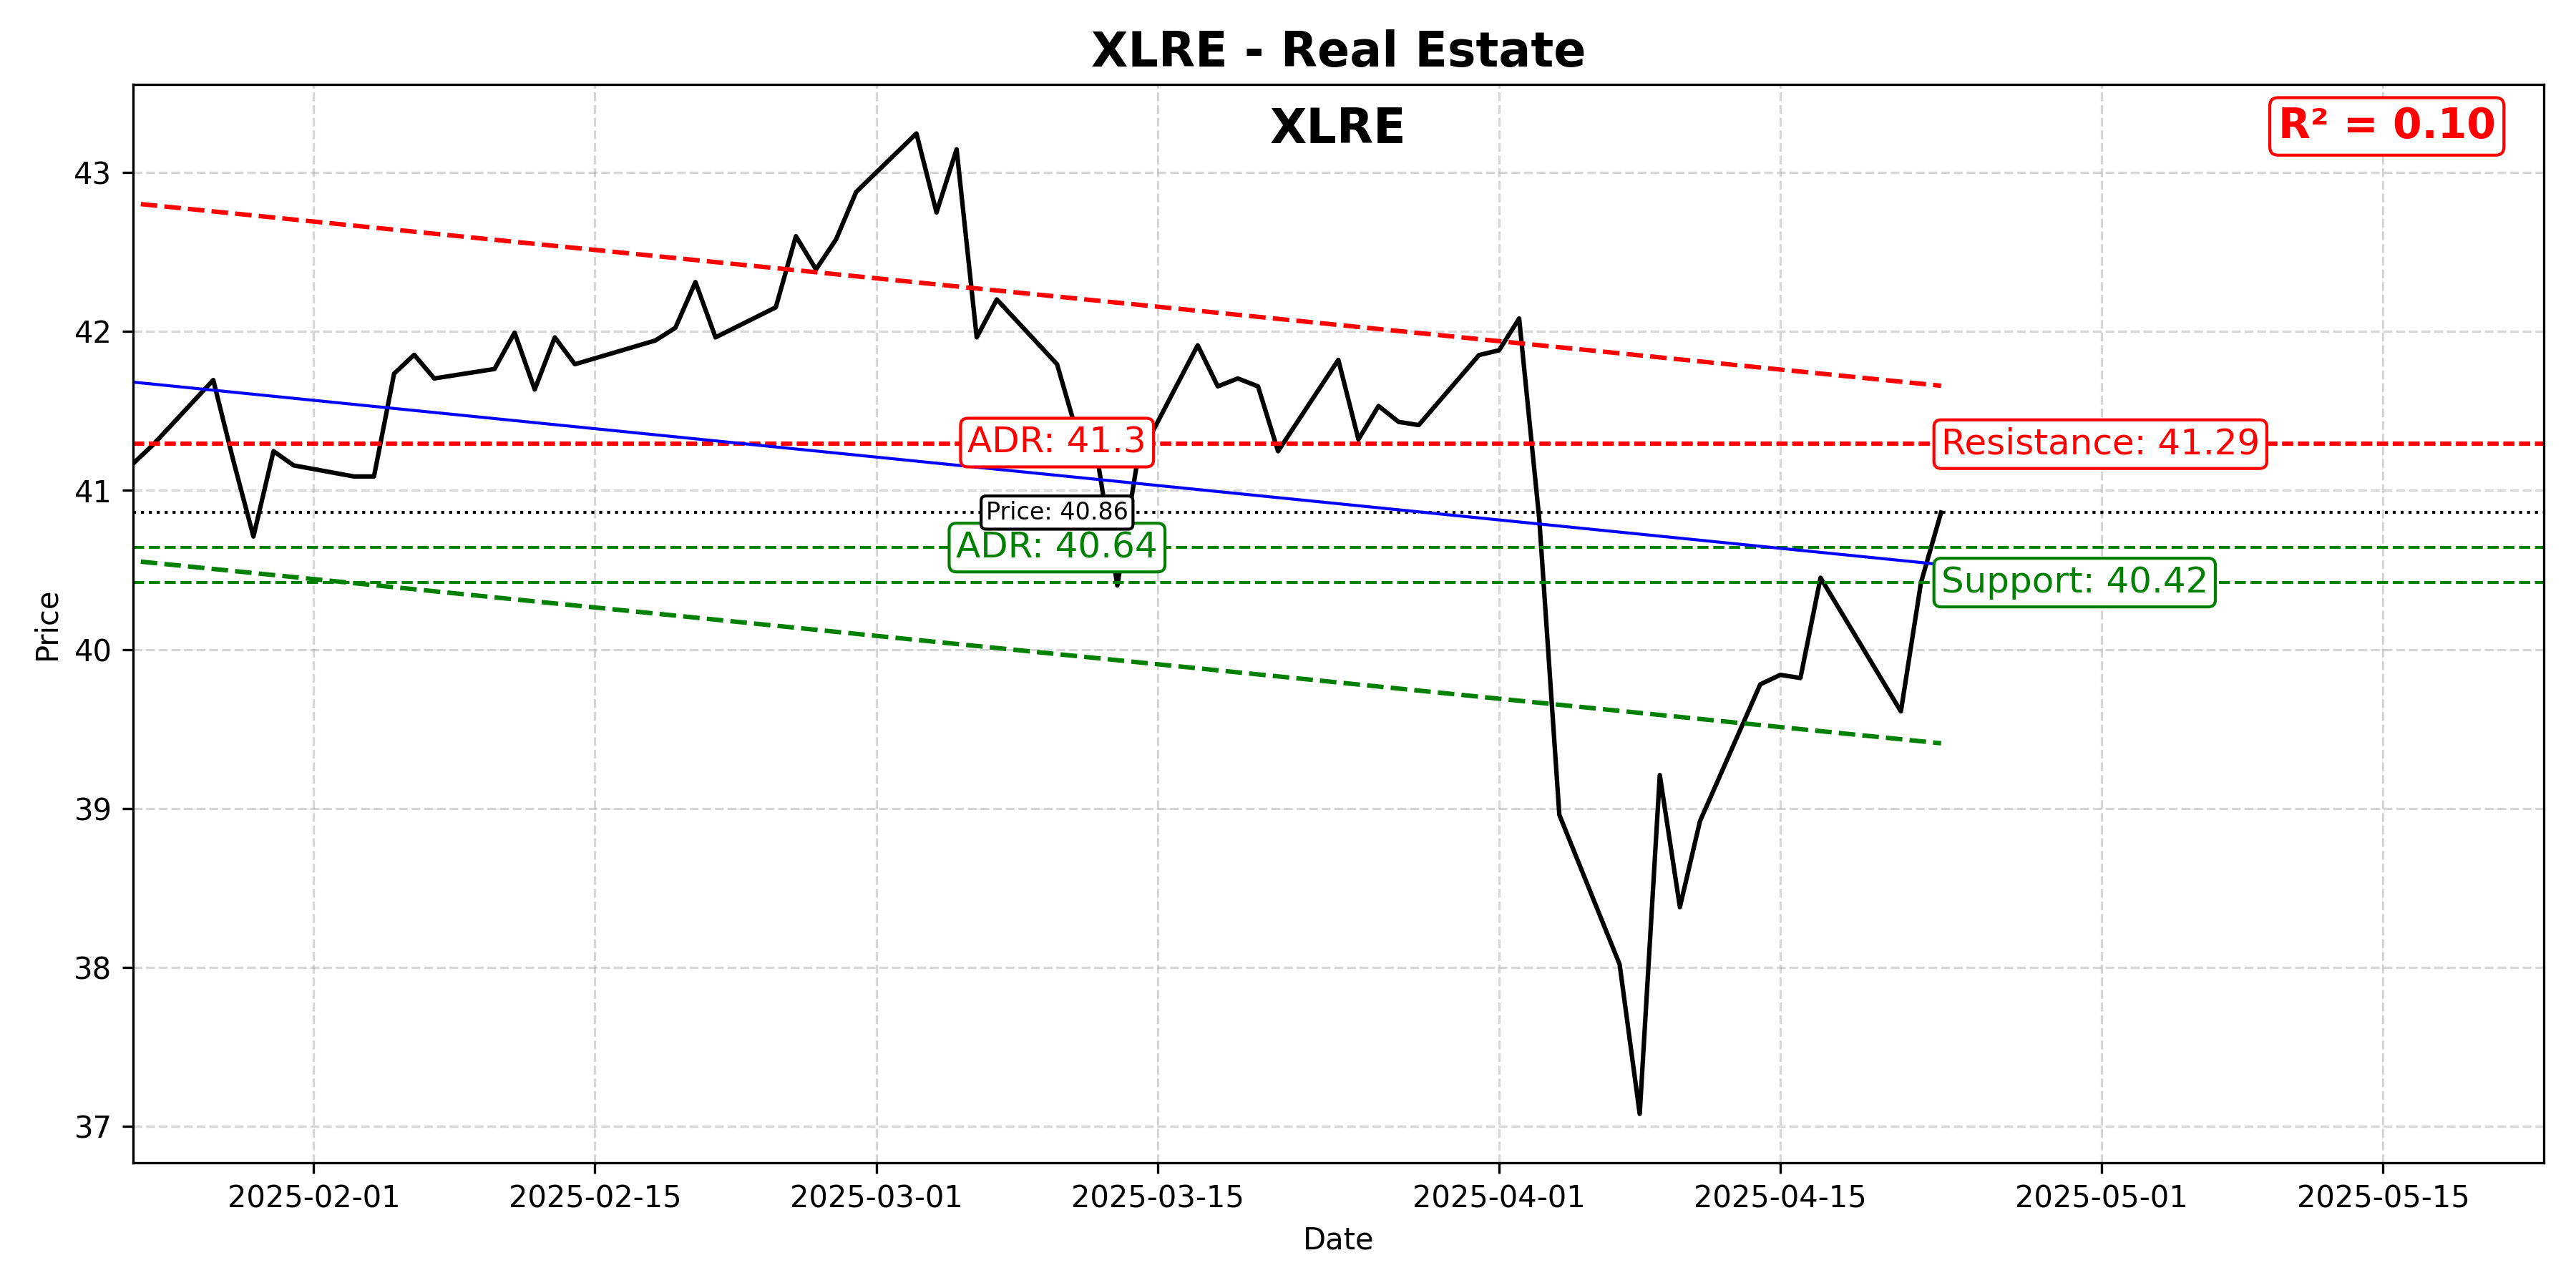 XLRE - Real Estate
XLRE
R² = 0.10
43
42
41
40
39
38
37
Price
ADR: 41.3
Resistance: 41.29
Price: 40.86
ADR: 40.64
Support: 40.42
2025-02-01
2025-02-15
2025-03-01
2025-03-15
2025-04-01
2025-04-15
2025-05-01
2025-05-15
Date